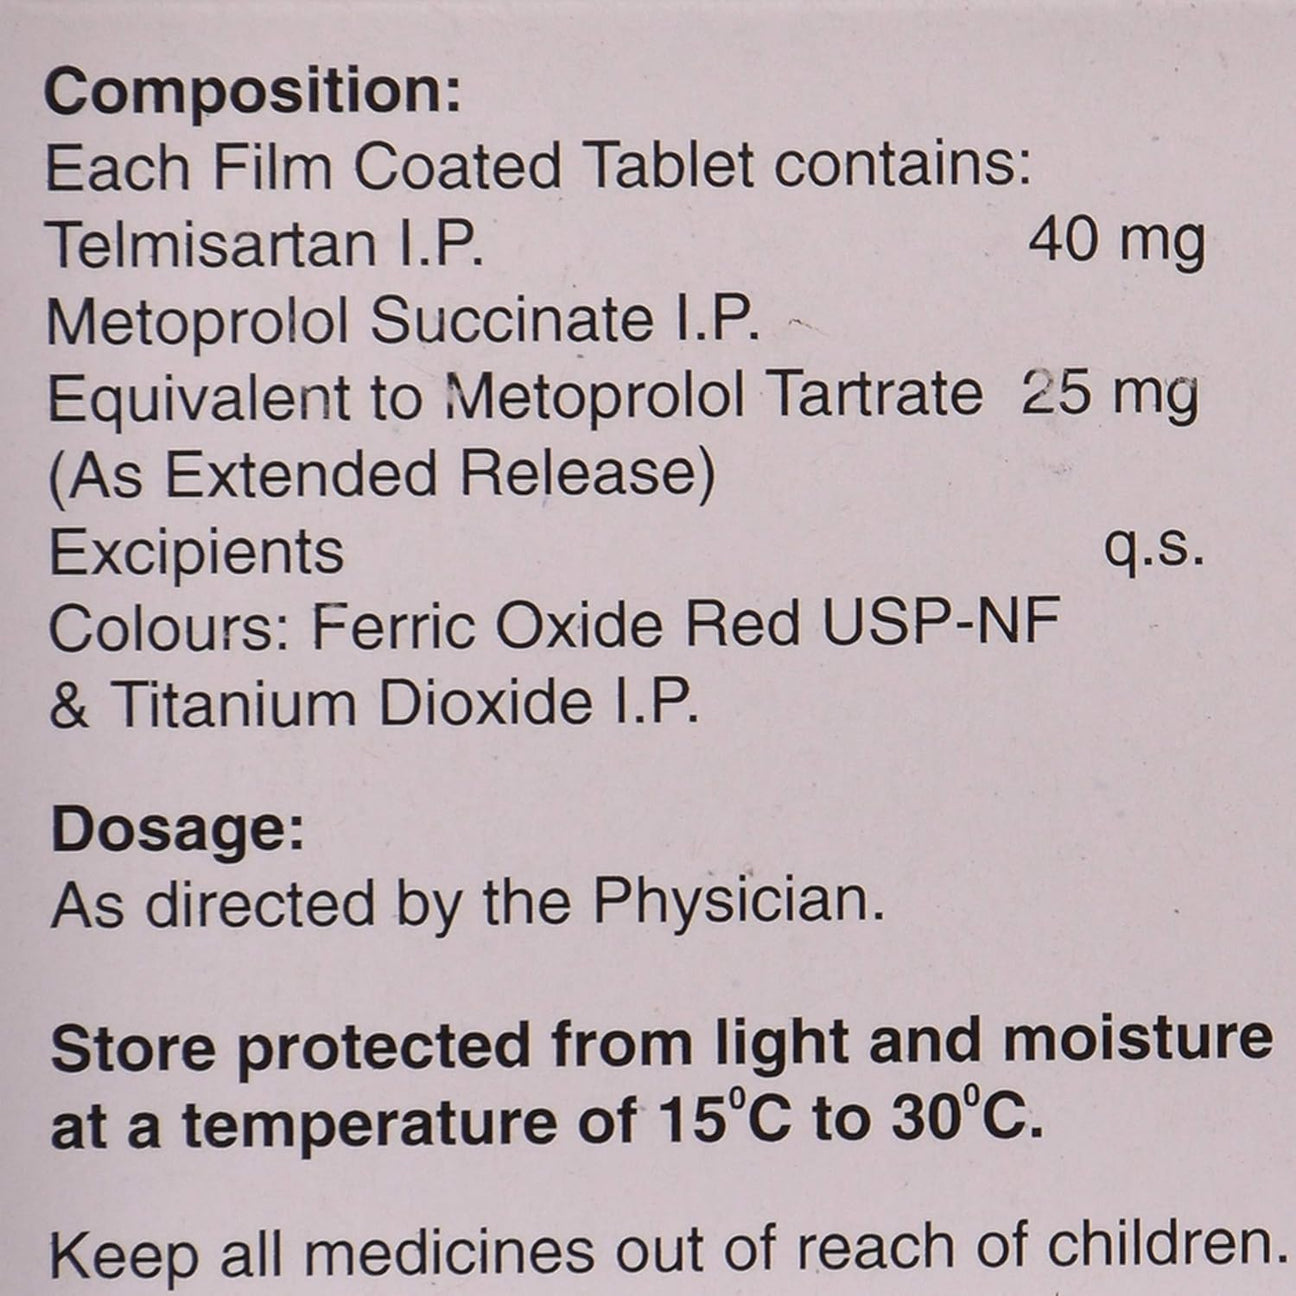 Composition:
Each Film Coated Tablet contains:
Telmisartan I.P. 40 mg
Metoprolol Succinate I.P.
Equivalent to Metoprolol Tartrate 25 mg
(As Extended Release)
Excipients q.s.
Colours: Ferric Oxide Red USP-NF
& Titanium Dioxide I.P.
Dosage:
As directed by the Physician.
Store protected from light and moisture
at a temperature of 15⁰C to 30⁰C.
Keep all medicines out of reach of children.